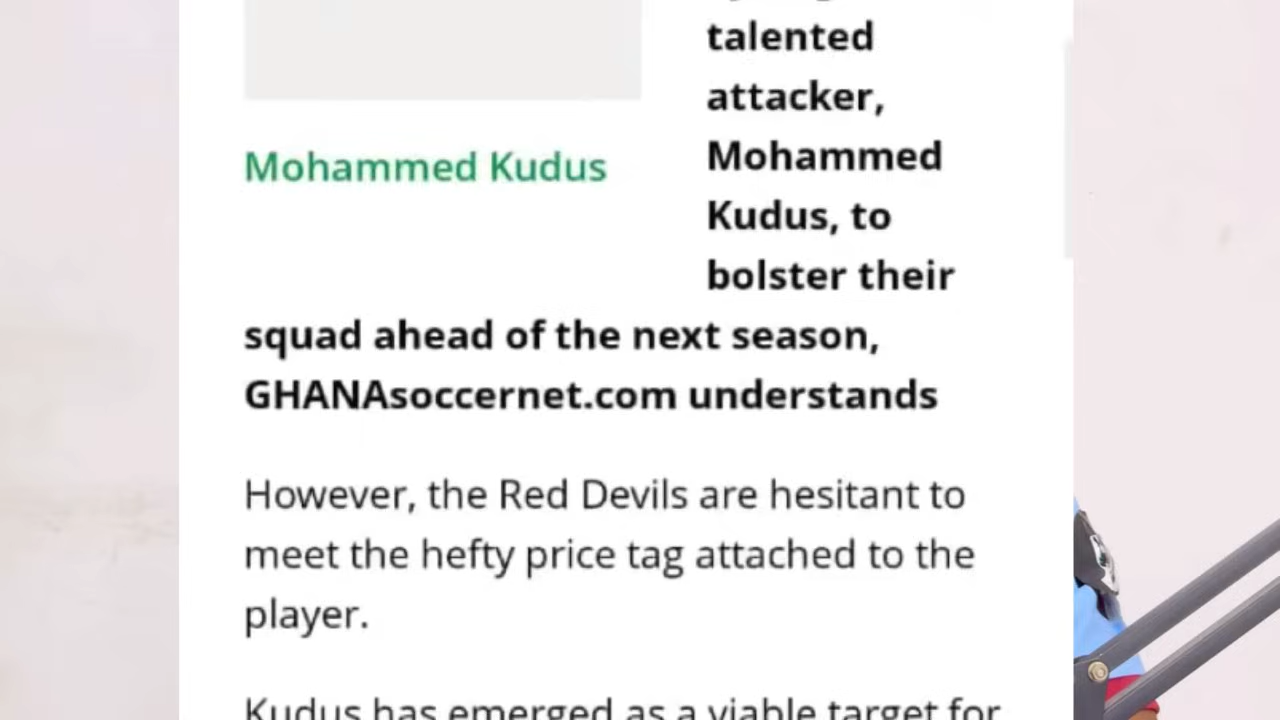 talented
attacker,
Mohammed Kudus
Mohammed
Kudus, to
bolster their
squad ahead of the next season,
GHANAsoccernet.com understands
However, the Red Devils are hesitant to
meet the hefty price tag attached to the
player.
Kudus has emerged as a viable target for